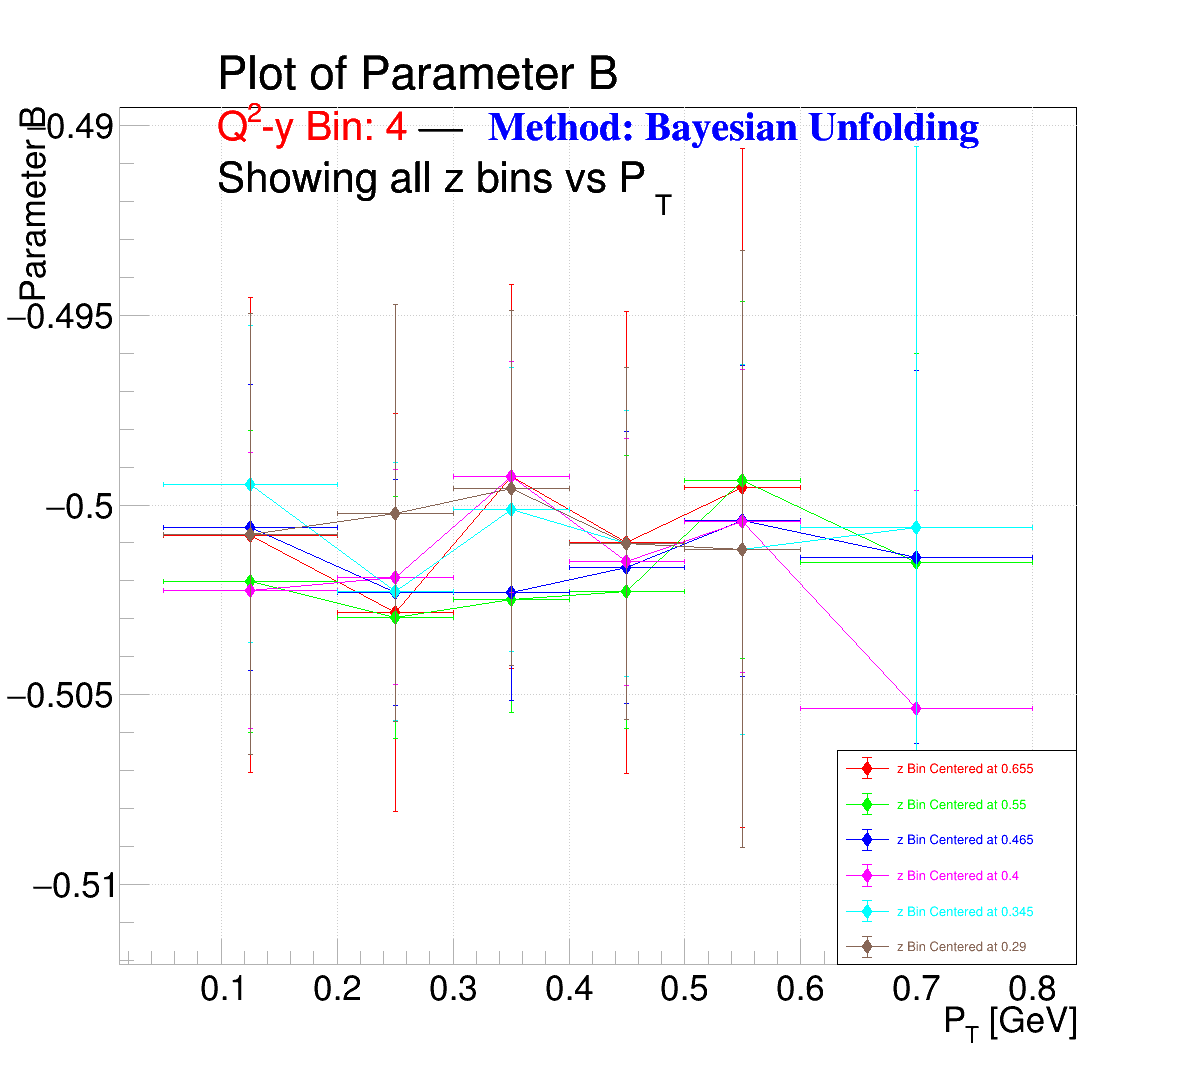 Plot of Parameter B
Q²-y Bin: 4 — Method: Bayesian Unfolding
Showing all z bins vs P_T
Parameter B
−0.49
−0.495
−0.5
−0.505
−0.51
z Bin Centered at 0.655
z Bin Centered at 0.55
z Bin Centered at 0.465
z Bin Centered at 0.4
z Bin Centered at 0.345
z Bin Centered at 0.29
0.1 0.2 0.3 0.4 0.5 0.6 0.7 0.8
P_T [GeV]